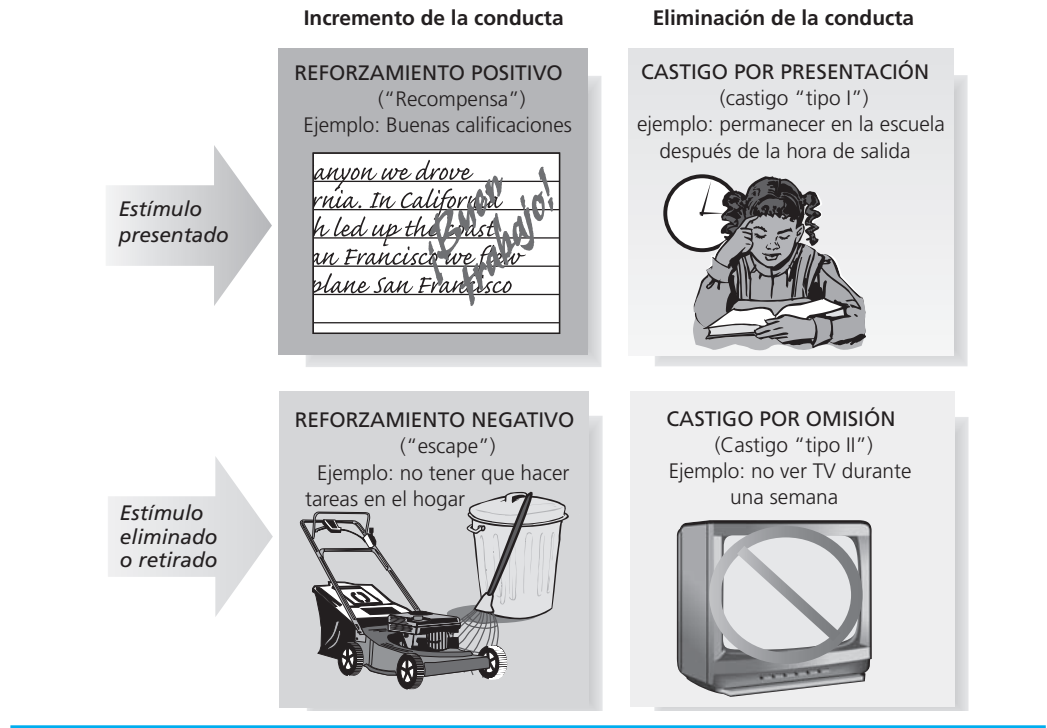 Incremento de la conducta
Eliminación de la conducta
Estímulo
presentado
REFORZAMIENTO POSITIVO
("Recompensa")
Ejemplo: Buenas calificaciones
anyon we drove
rnia. In California
h led up the coast
an Francisco we flew
plane San Francisco
¡Buen
trabajo!
CASTIGO POR PRESENTACIÓN
(castigo "tipo I")
ejemplo: permanecer en la escuela
después de la hora de salida
Estímulo
eliminado
o retirado
REFORZAMIENTO NEGATIVO
("escape")
Ejemplo: no tener que hacer
tareas en el hogar
CASTIGO POR OMISIÓN
(Castigo "tipo II")
Ejemplo: no ver TV durante
una semana